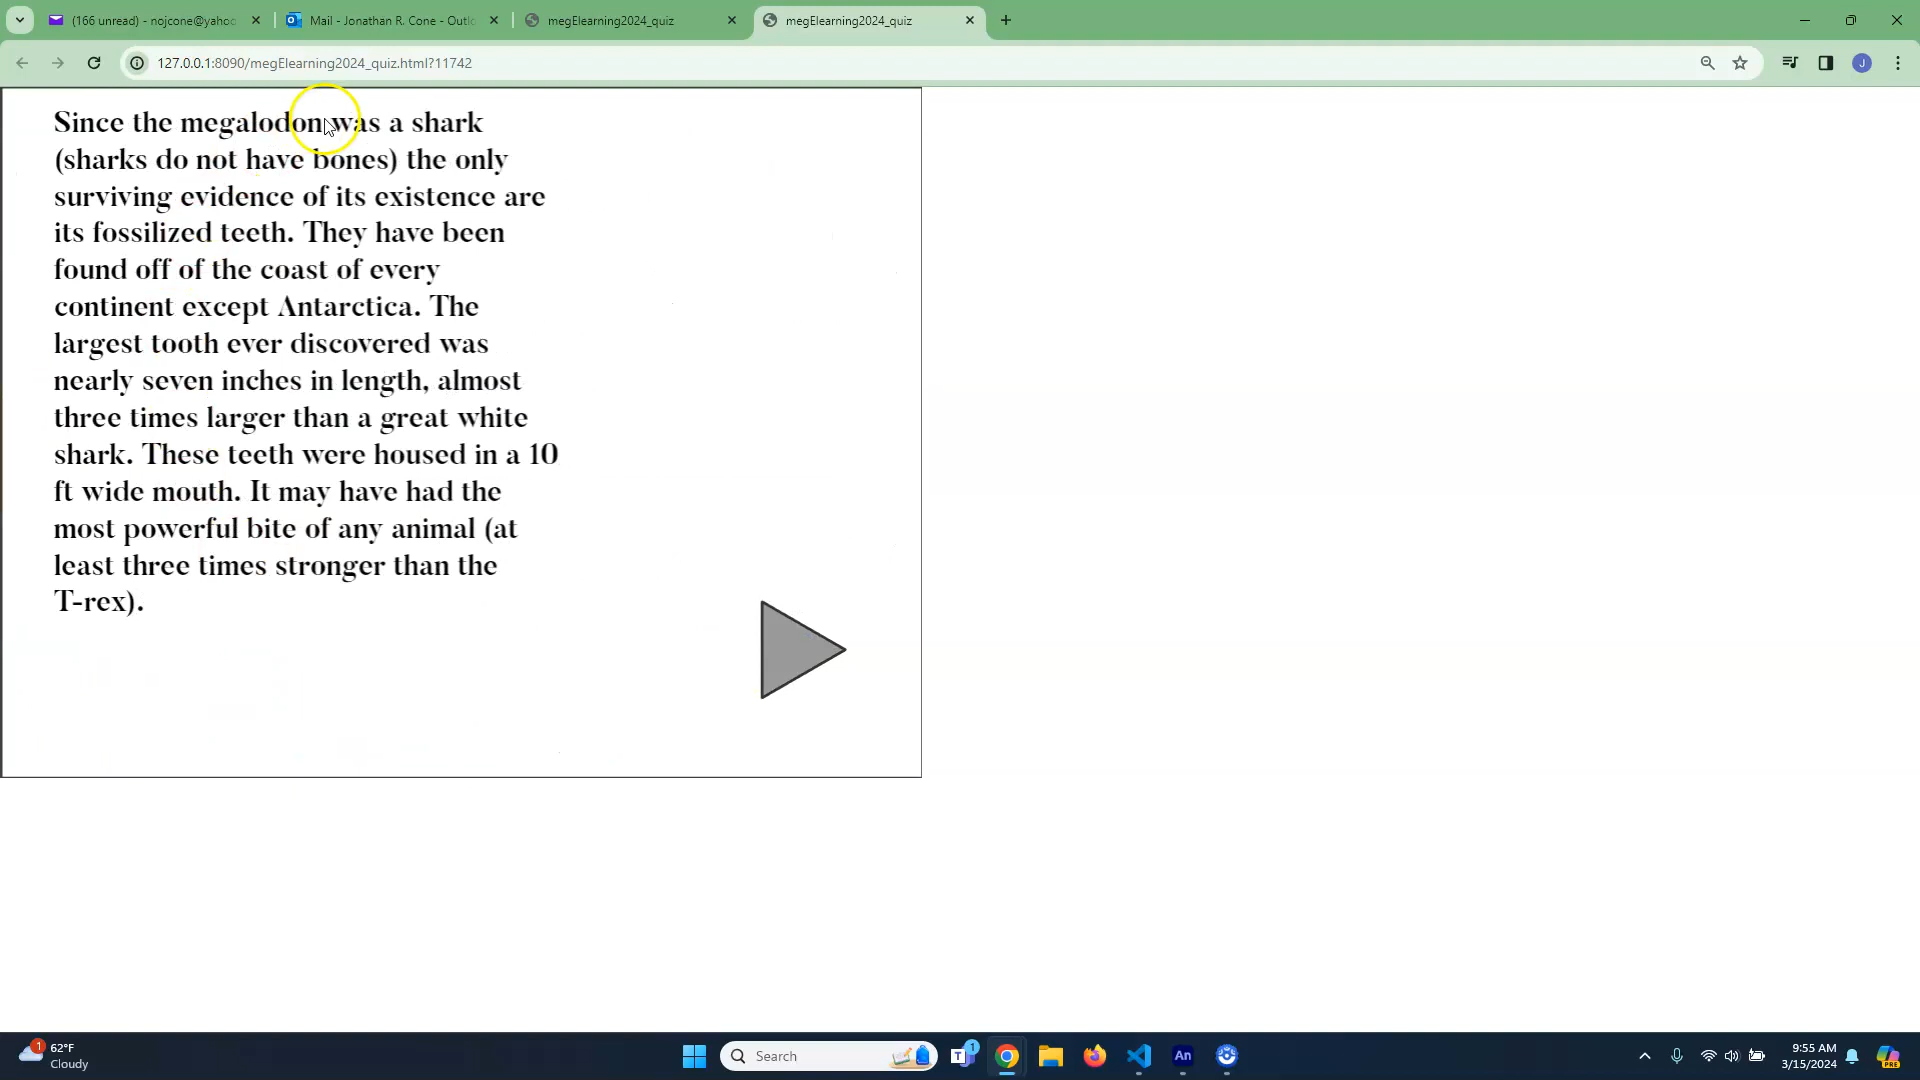 (166 unread) - nojcone@yahoo
Mail - Jonathan R. Cone - Outlo
megElearning2024_quiz
megElearning2024_quiz
127.0.0.1:8090/megElearning2024_quiz.html?11742
J
Since the megalodon was a shark
(sharks do not have bones) the only
surviving evidence of its existence are
its fossilized teeth. They have been
found off of the coast of every
continent except Antarctica. The
largest tooth ever discovered was
nearly seven inches in length, almost
three times larger than a great white
shark. These teeth were housed in a 10
ft wide mouth. It may have had the
most powerful bite of any animal (at
least three times stronger than the
T-rex).
1
62°F
Cloudy
Search
T
1
An
9:55 AM
3/15/2024
PRE